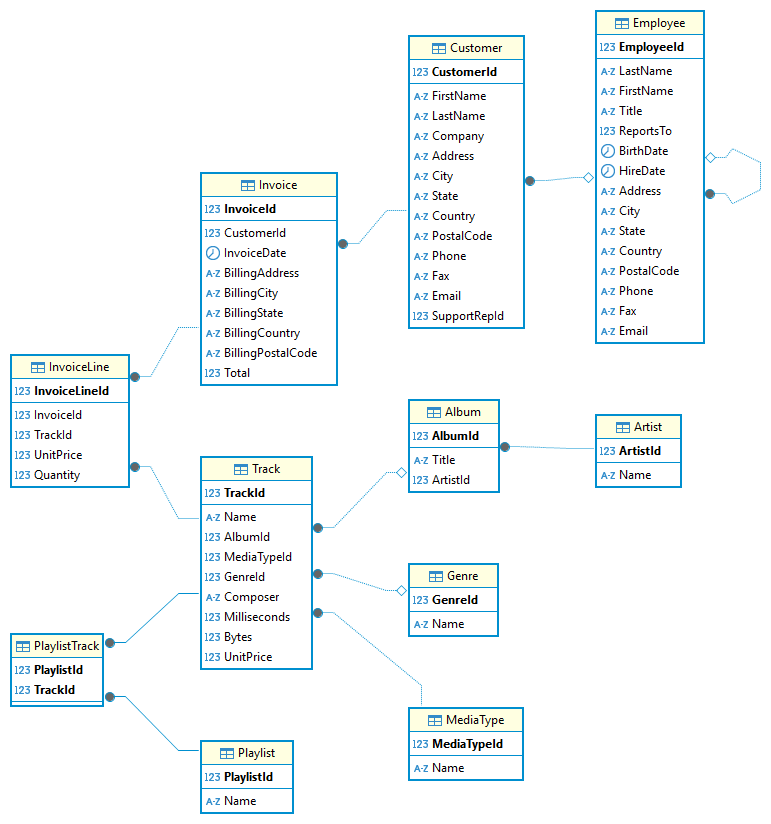 Employee
123 EmployeeId
A-Z LastName
A-Z FirstName
A-Z Title
123 ReportsTo
BirthDate
HireDate
A-Z Address
A-Z City
A-Z State
A-Z Country
A-Z PostalCode
A-Z Phone
A-Z Fax
A-Z Email
Customer
123 CustomerId
A-Z FirstName
A-Z LastName
A-Z Company
A-Z Address
A-Z City
A-Z State
A-Z Country
A-Z PostalCode
A-Z Phone
A-Z Fax
A-Z Email
123 SupportRepId
Invoice
123 InvoiceId
123 CustomerId
InvoiceDate
A-Z BillingAddress
A-Z BillingCity
A-Z BillingState
A-Z BillingCountry
A-Z BillingPostalCode
123 Total
InvoiceLine
123 InvoiceLineId
123 InvoiceId
123 TrackId
123 UnitPrice
123 Quantity
Album
123 AlbumId
A-Z Title
123 ArtistId
Artist
123 ArtistId
A-Z Name
Track
123 TrackId
A-Z Name
123 AlbumId
123 MediaTypeId
123 GenreId
A-Z Composer
123 Milliseconds
123 Bytes
123 UnitPrice
Genre
123 GenreId
A-Z Name
PlaylistTrack
123 PlaylistId
123 TrackId
MediaType
123 MediaTypeId
A-Z Name
Playlist
123 PlaylistId
A-Z Name